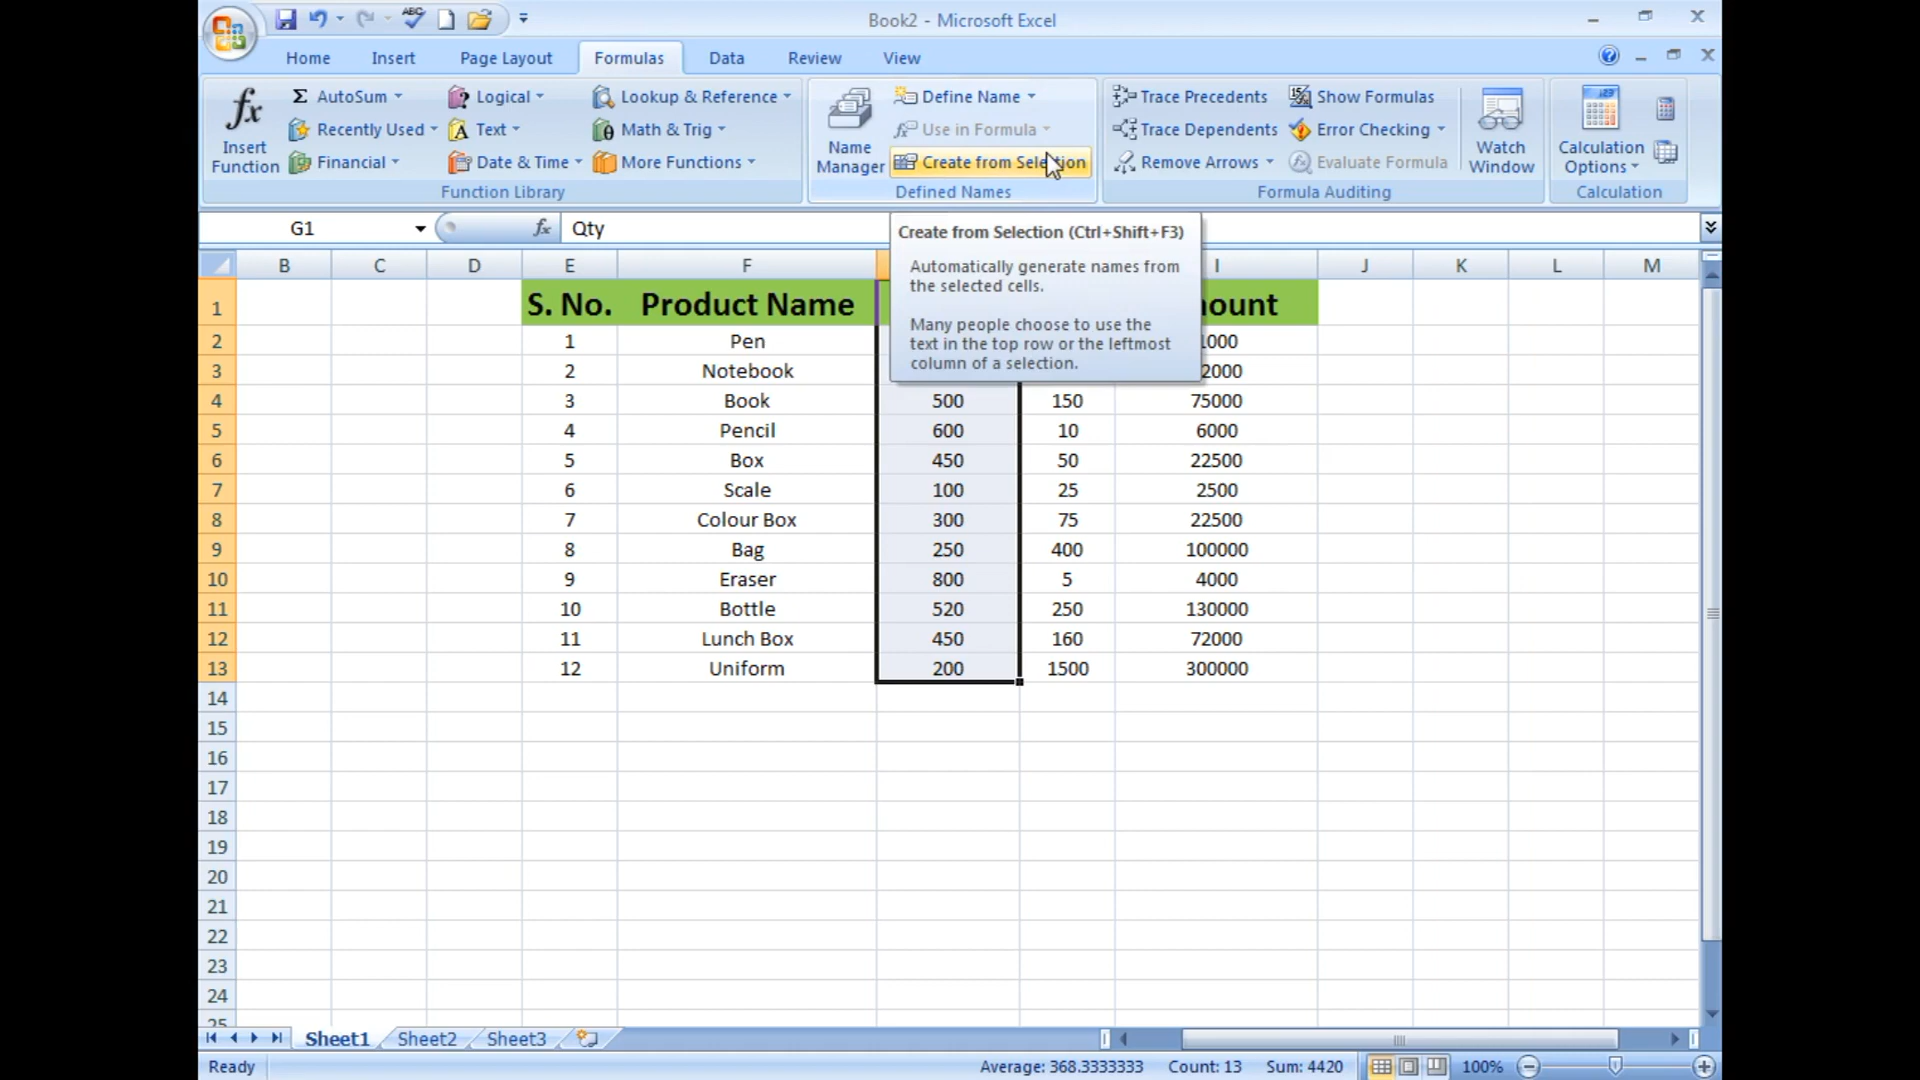 Book2 - Microsoft Excel
Home Insert Page Layout Formulas Data Review View
Insert Function
Σ AutoSum
Recently Used
Financial
Logical
Text
Date & Time
Lookup & Reference
Math & Trig
More Functions
Function Library
Name Manager
Define Name
Use in Formula
Create from Selection
Defined Names
Trace Precedents
Trace Dependents
Remove Arrows
Show Formulas
Error Checking
Evaluate Formula
Formula Auditing
Watch Window
Calculation Options
Calculation
G1 fx Qty
Create from Selection (Ctrl+Shift+F3)
Automatically generate names from
the selected cells.
Many people choose to use the
text in the top row or the leftmost
column of a selection.
B C D E F I J K L M
1 S. No. Product Name
2 1 Pen
3 2 Notebook
4 3 Book 500 150 75000
5 4 Pencil 600 10 6000
6 5 Box 450 50 22500
7 6 Scale 100 25 2500
8 7 Colour Box 300 75 22500
9 8 Bag 250 400 100000
10 9 Eraser 800 5 4000
11 10 Bottle 520 250 130000
12 11 Lunch Box 450 160 72000
13 12 Uniform 200 1500 300000
14
15
16
17
18
19
20
21
22
23
24
25
Sheet1 Sheet2 Sheet3
Ready Average: 368.3333333 Count: 13 Sum: 4420 100%